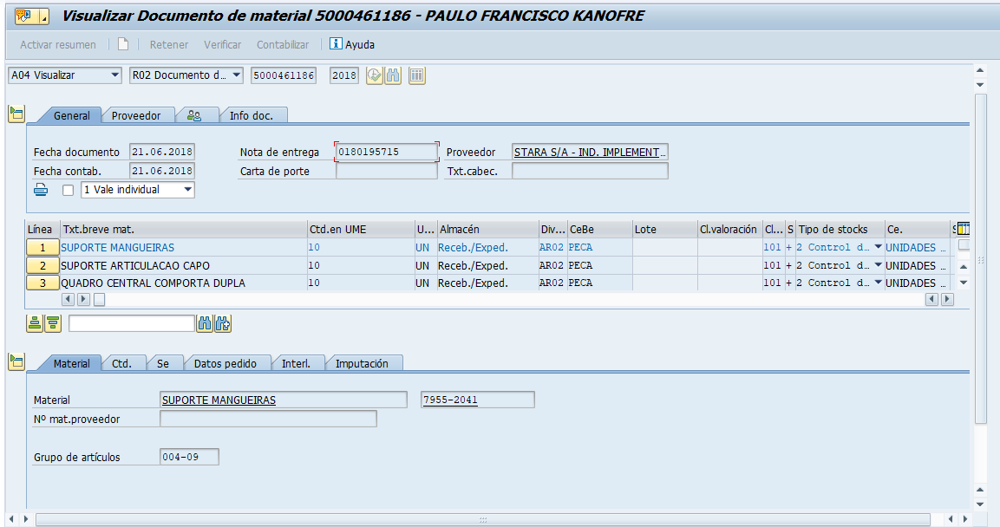 Visualizar Documento de material 5000461186 - PAULO FRANCISCO KANOFRE
Activar resumen Retener Verificar Contabilizar Ayuda
A04 Visualizar R02 Documento d... 5000461186 2018
General Proveedor Info doc.
Fecha documento 21.06.2018 Nota de entrega 0180195715 Proveedor STARA S/A - IND. IMPLEMENT...
Fecha contab. 21.06.2018 Carta de porte Txt.cabec.
1 Vale individual
Línea Txt.breve mat. Ctd.en UME U... Almacén Div... CeBe Lote Cl.valoración Cl... S Tipo de stocks Ce. S
1 SUPORTE MANGUEIRAS 10 UN Receb./Exped. AR02 PECA 101 + 2 Control d... UNIDADES ...
2 SUPORTE ARTICULACAO CAPO 10 UN Receb./Exped. AR02 PECA 101 + 2 Control d... UNIDADES ...
3 QUADRO CENTRAL COMPORTA DUPLA 10 UN Receb./Exped. AR02 PECA 101 + 2 Control d... UNIDADES ...
Material Ctd. Se Datos pedido Interl. Imputación
Material SUPORTE MANGUEIRAS 7955-2041
Nº mat.proveedor
Grupo de artículos 004-09